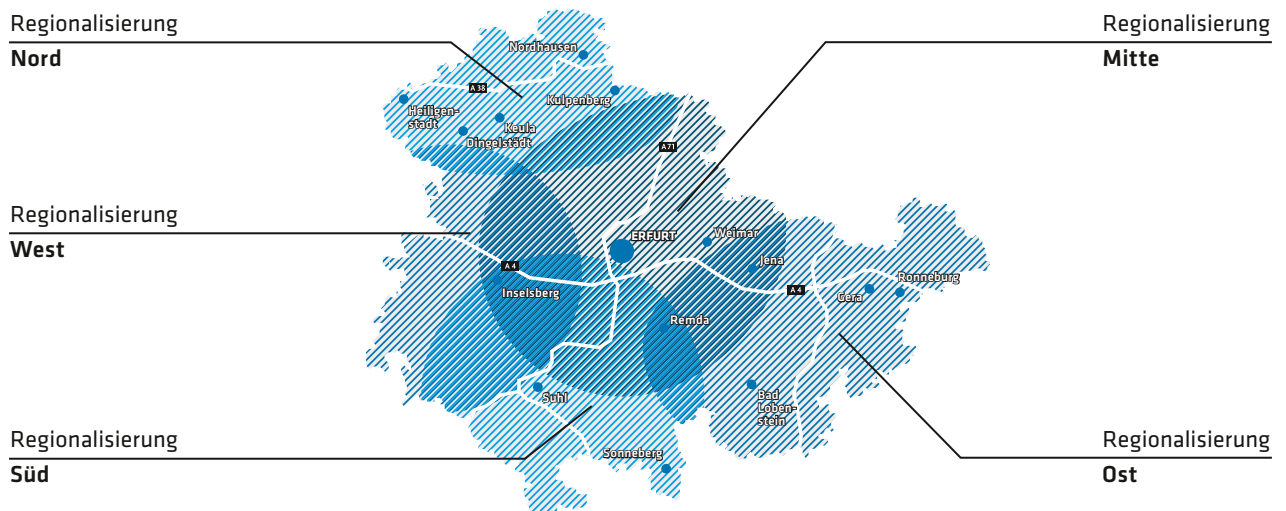 Regionalisierung
Nord
Regionalisierung
Mitte
Nordhausen
A 38
Kulpenberg
Heiligen-
stadt
Keula
Dingelstädt
A 71
Regionalisierung
West
ERFURT
Weimar
Jena
A 4
Inselsberg
A 4
Gera
Ronneburg
Remda
Suhl
Bad
Loben-
stein
Sonneberg
Regionalisierung
Süd
Regionalisierung
Ost